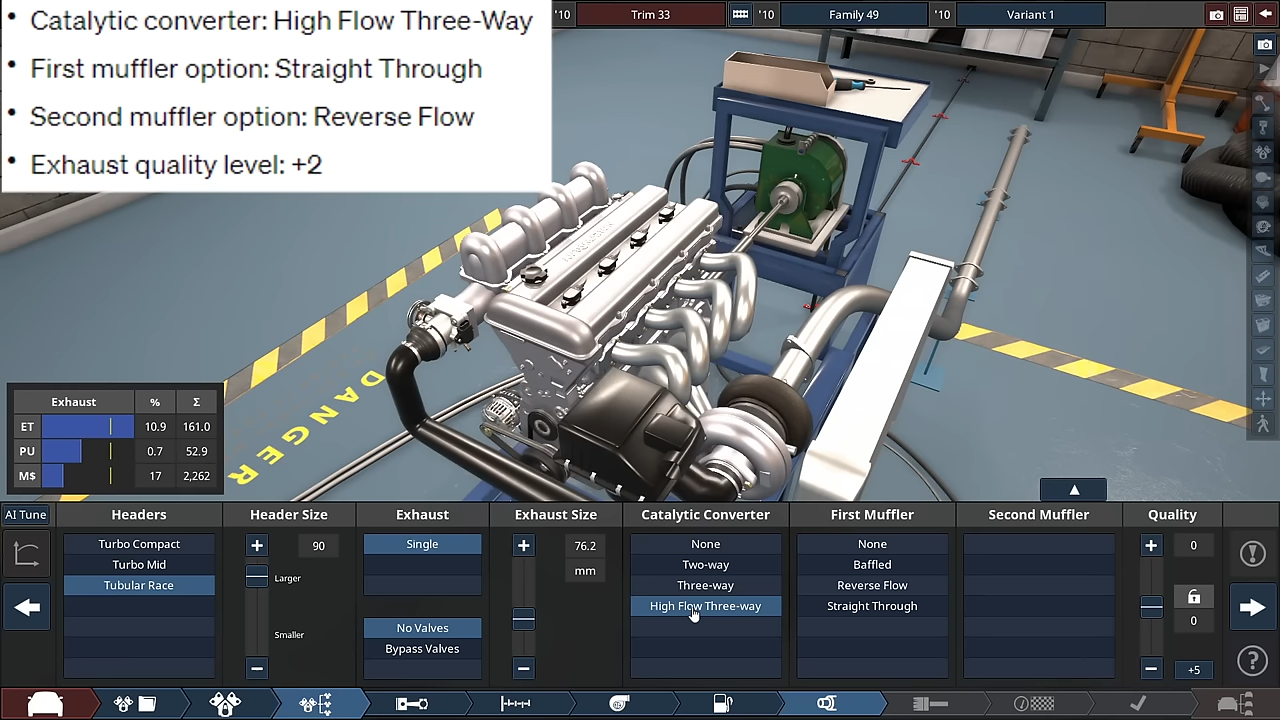 • Catalytic converter: High Flow Three-Way
• First muffler option: Straight Through
• Second muffler option: Reverse Flow
• Exhaust quality level: +2
'10 Trim 33 '10 Family 49 '10 Variant 1
DANGER
Exhaust % Σ
ET 10.9 161.0
PU 0.7 52.9
M$ 17 2,262
AI Tune
Headers
Turbo Compact
Turbo Mid
Tubular Race
Header Size
+ 90
Larger
Smaller
−
Exhaust
Single
No Valves
Bypass Valves
Exhaust Size
+ 76.2
mm
−
Catalytic Converter
None
Two-way
Three-way
High Flow Three-way
First Muffler
None
Baffled
Reverse Flow
Straight Through
Second Muffler
Quality
+ 0
0
− +5
?